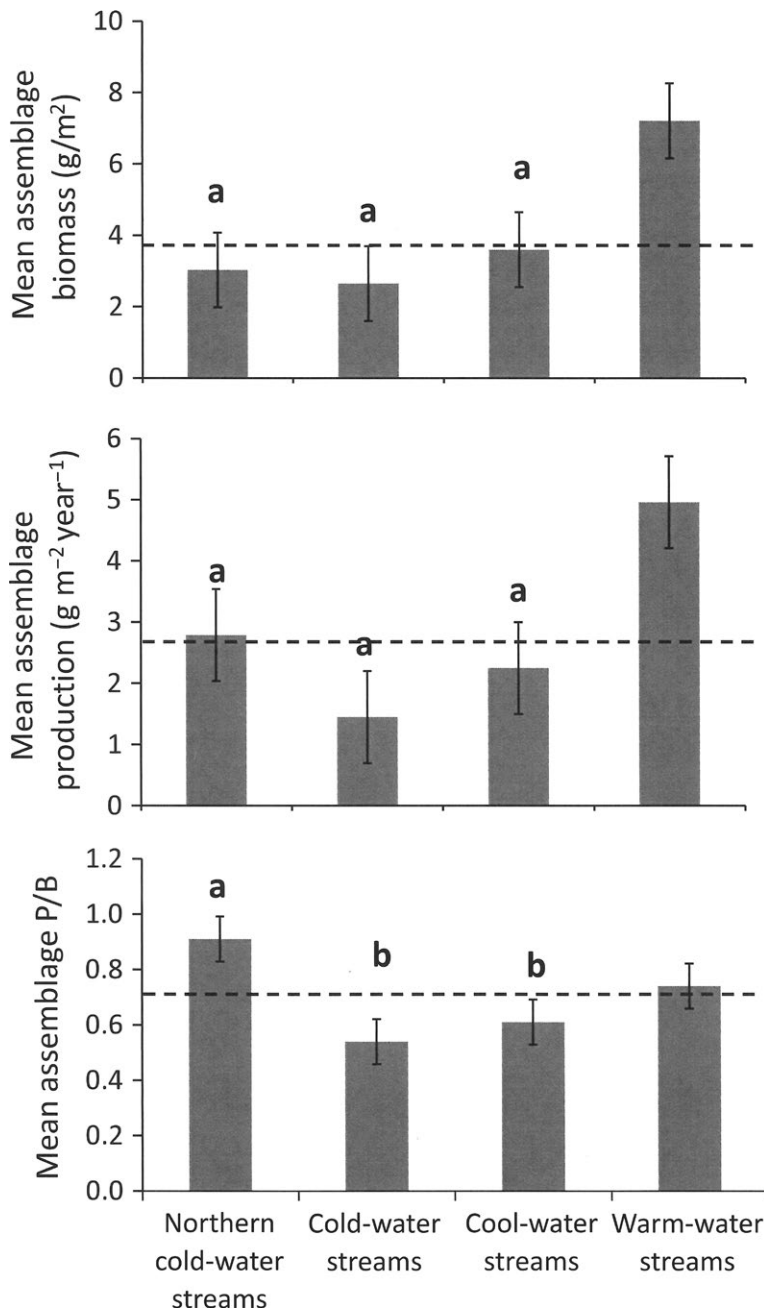 Mean assemblage
biomass (g/m²)
10
8
6
4
2
0
a
a
a
Mean assemblage
production (g m⁻² year⁻¹)
6
5
4
3
2
1
0
a
a
a
Mean assemblage P/B
1.2
1.0
0.8
0.6
0.4
0.2
0.0
a
b
b
Northern
cold-water
streams
Cold-water
streams
Cool-water
streams
Warm-water
streams